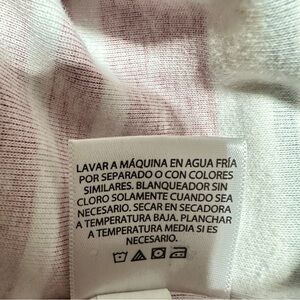 LAVAR A MÁQUINA EN AGUA FRÍA
POR SEPARADO O CON COLORES
SIMILARES. BLANQUEADOR SIN
CLORO SOLAMENTE CUANDO SEA
NECESARIO. SECAR EN SECADORA
A TEMPERATURA BAJA. PLANCHAR
A TEMPERATURA MEDIA SI ES
NECESARIO.